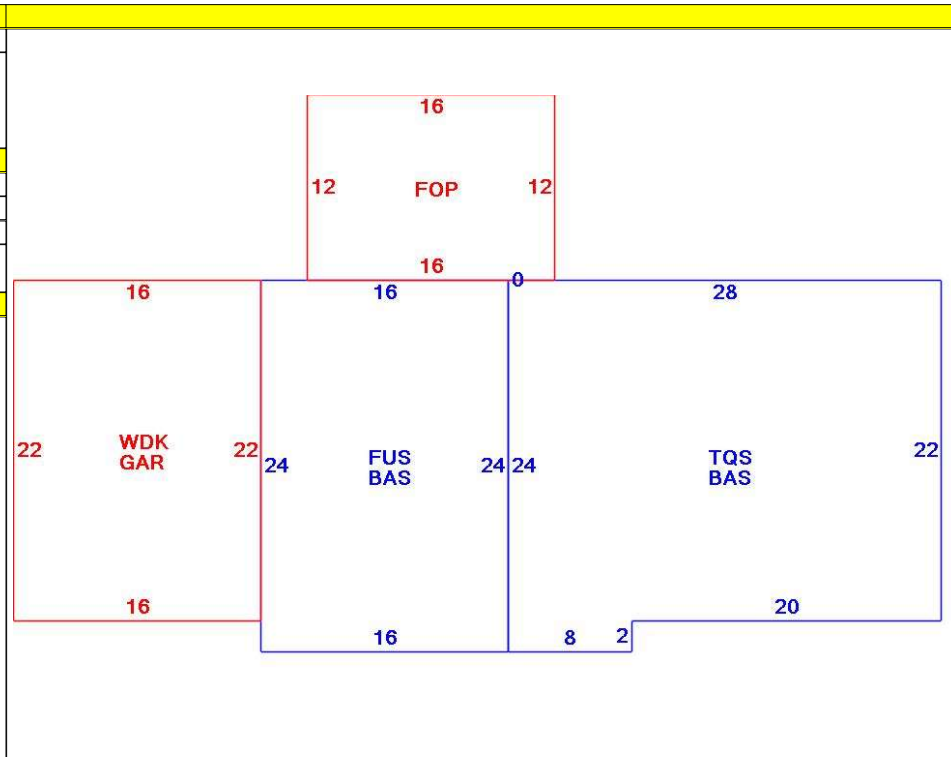 16
12 FOP 12
16
0
16 16 28
22 WDK 22
GAR
24 FUS 24
BAS
24 TQS 22
BAS
16 20
16 8 2